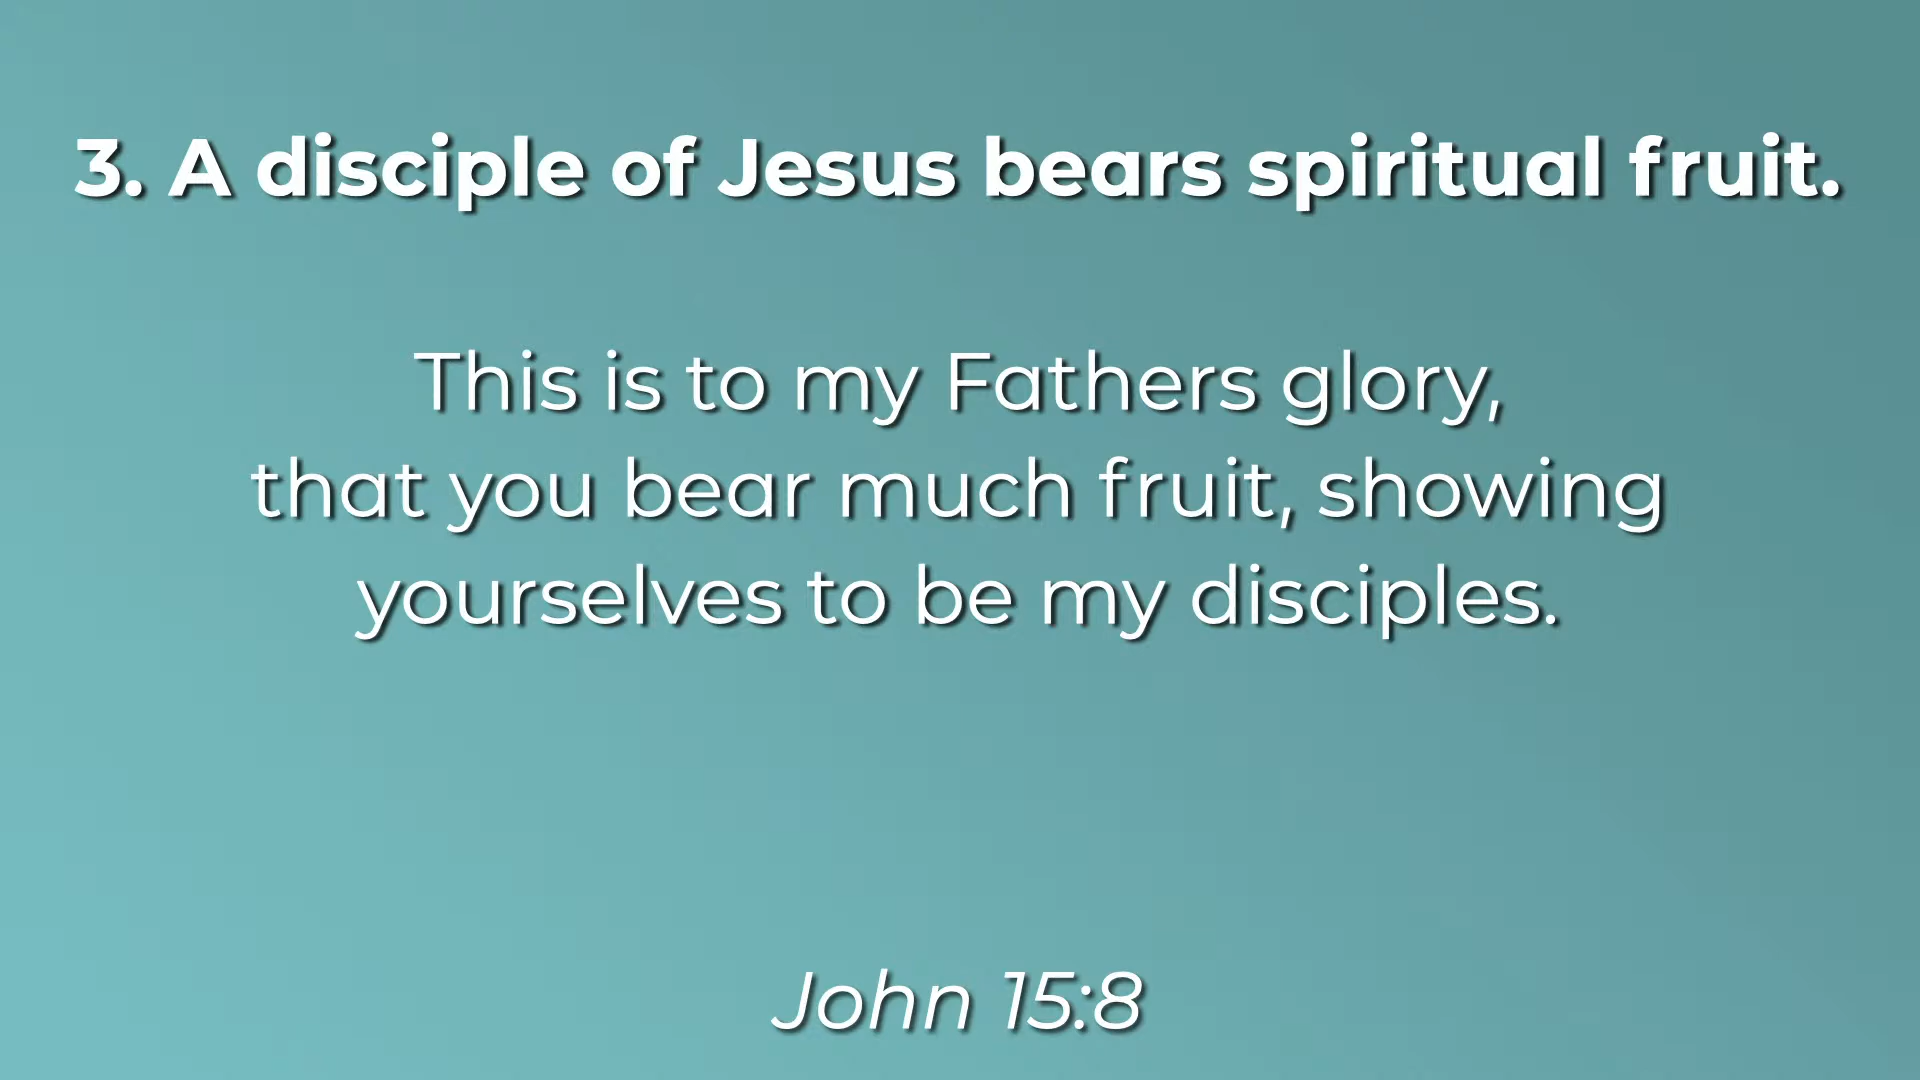 3. A disciple of Jesus bears spiritual fruit.
This is to my Fathers glory,
that you bear much fruit, showing
yourselves to be my disciples.
John 15:8